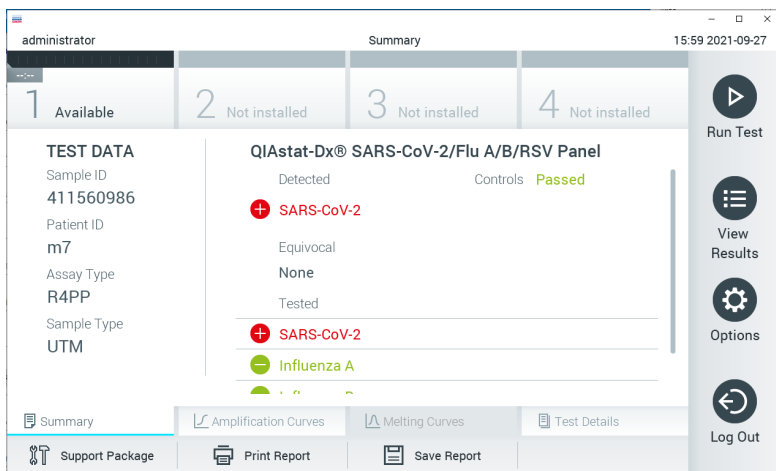 administrator
Summary
15:59 2021-09-27
--:--
1 Available
2 Not installed
3 Not installed
4 Not installed
Run Test
TEST DATA
Sample ID
411560986
Patient ID
m7
Assay Type
R4PP
Sample Type
UTM
QIAstat-Dx® SARS-CoV-2/Flu A/B/RSV Panel
Detected
Controls Passed
SARS-CoV-2
Equivocal
None
Tested
SARS-CoV-2
Influenza A
View
Results
Options
Log Out
Summary
Amplification Curves
Melting Curves
Test Details
Support Package
Print Report
Save Report